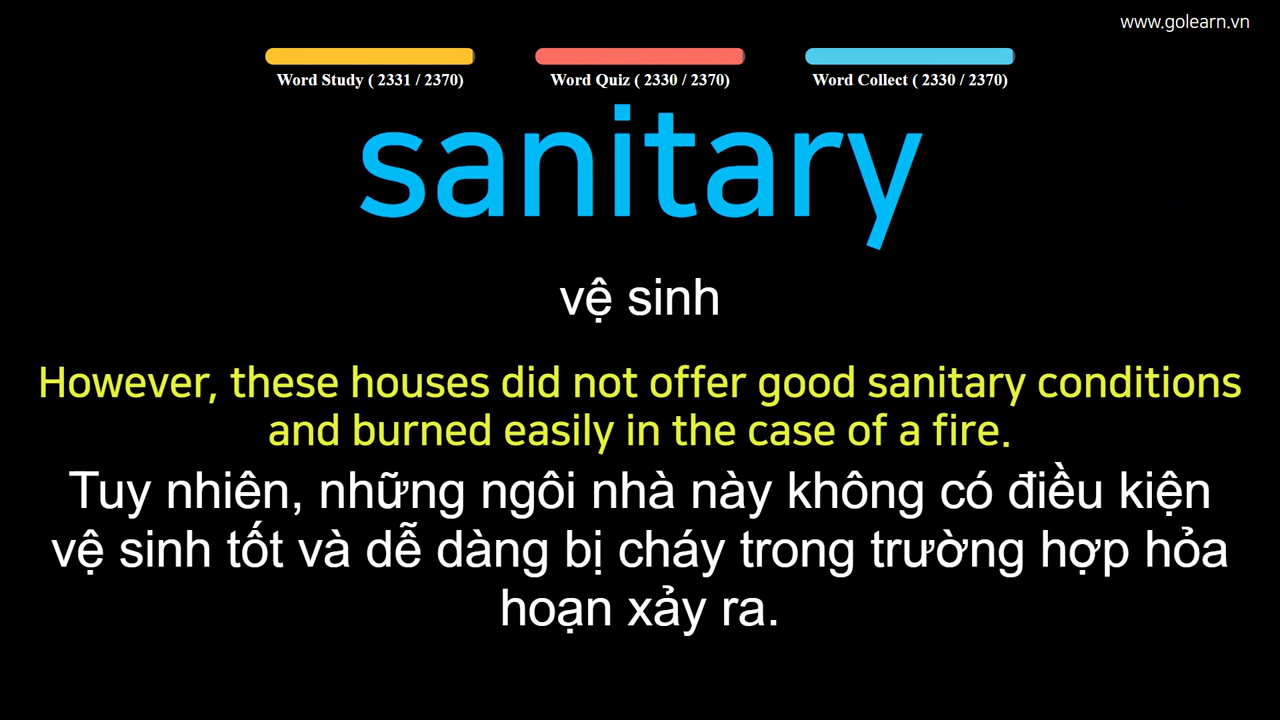 www.golearn.vn
Word Study ( 2331 / 2370)
Word Quiz ( 2330 / 2370)
Word Collect ( 2330 / 2370)
sanitary
vệ sinh
However, these houses did not offer good sanitary conditions
and burned easily in the case of a fire.
Tuy nhiên, những ngôi nhà này không có điều kiện
vệ sinh tốt và dễ dàng bị cháy trong trường hợp hỏa
hoạn xảy ra.